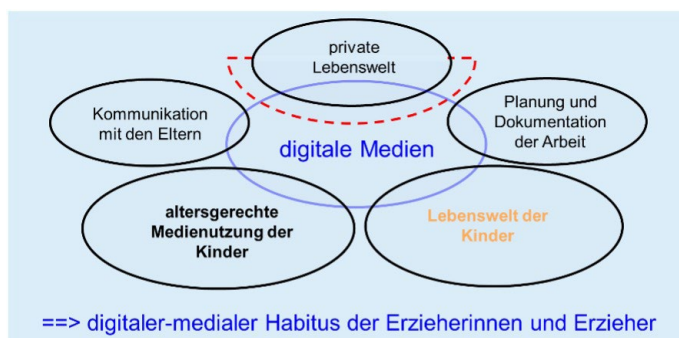 private
Lebenswelt
Kommunikation
mit den Eltern
Planung und
Dokumentation
der Arbeit
digitale Medien
altersgerechte
Medienutzung der
Kinder
Lebenswelt der
Kinder
==> digitaler-medialer Habitus der Erzieherinnen und Erzieher